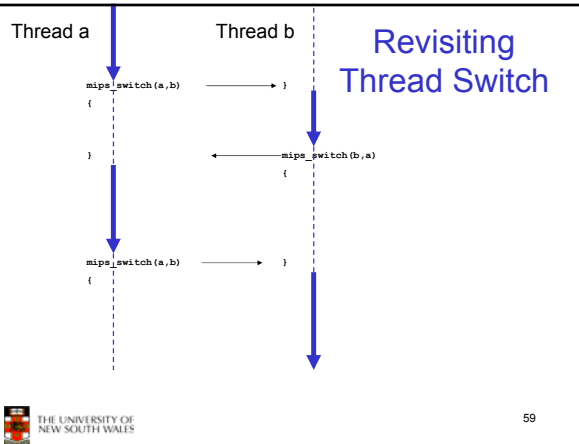 Thread a
Thread b
Revisiting
Thread Switch
mips_switch(a,b)
}
{
}
mips_switch(b,a)
{
mips_switch(a,b)
}
{
THE UNIVERSITY OF
NEW SOUTH WALES
59